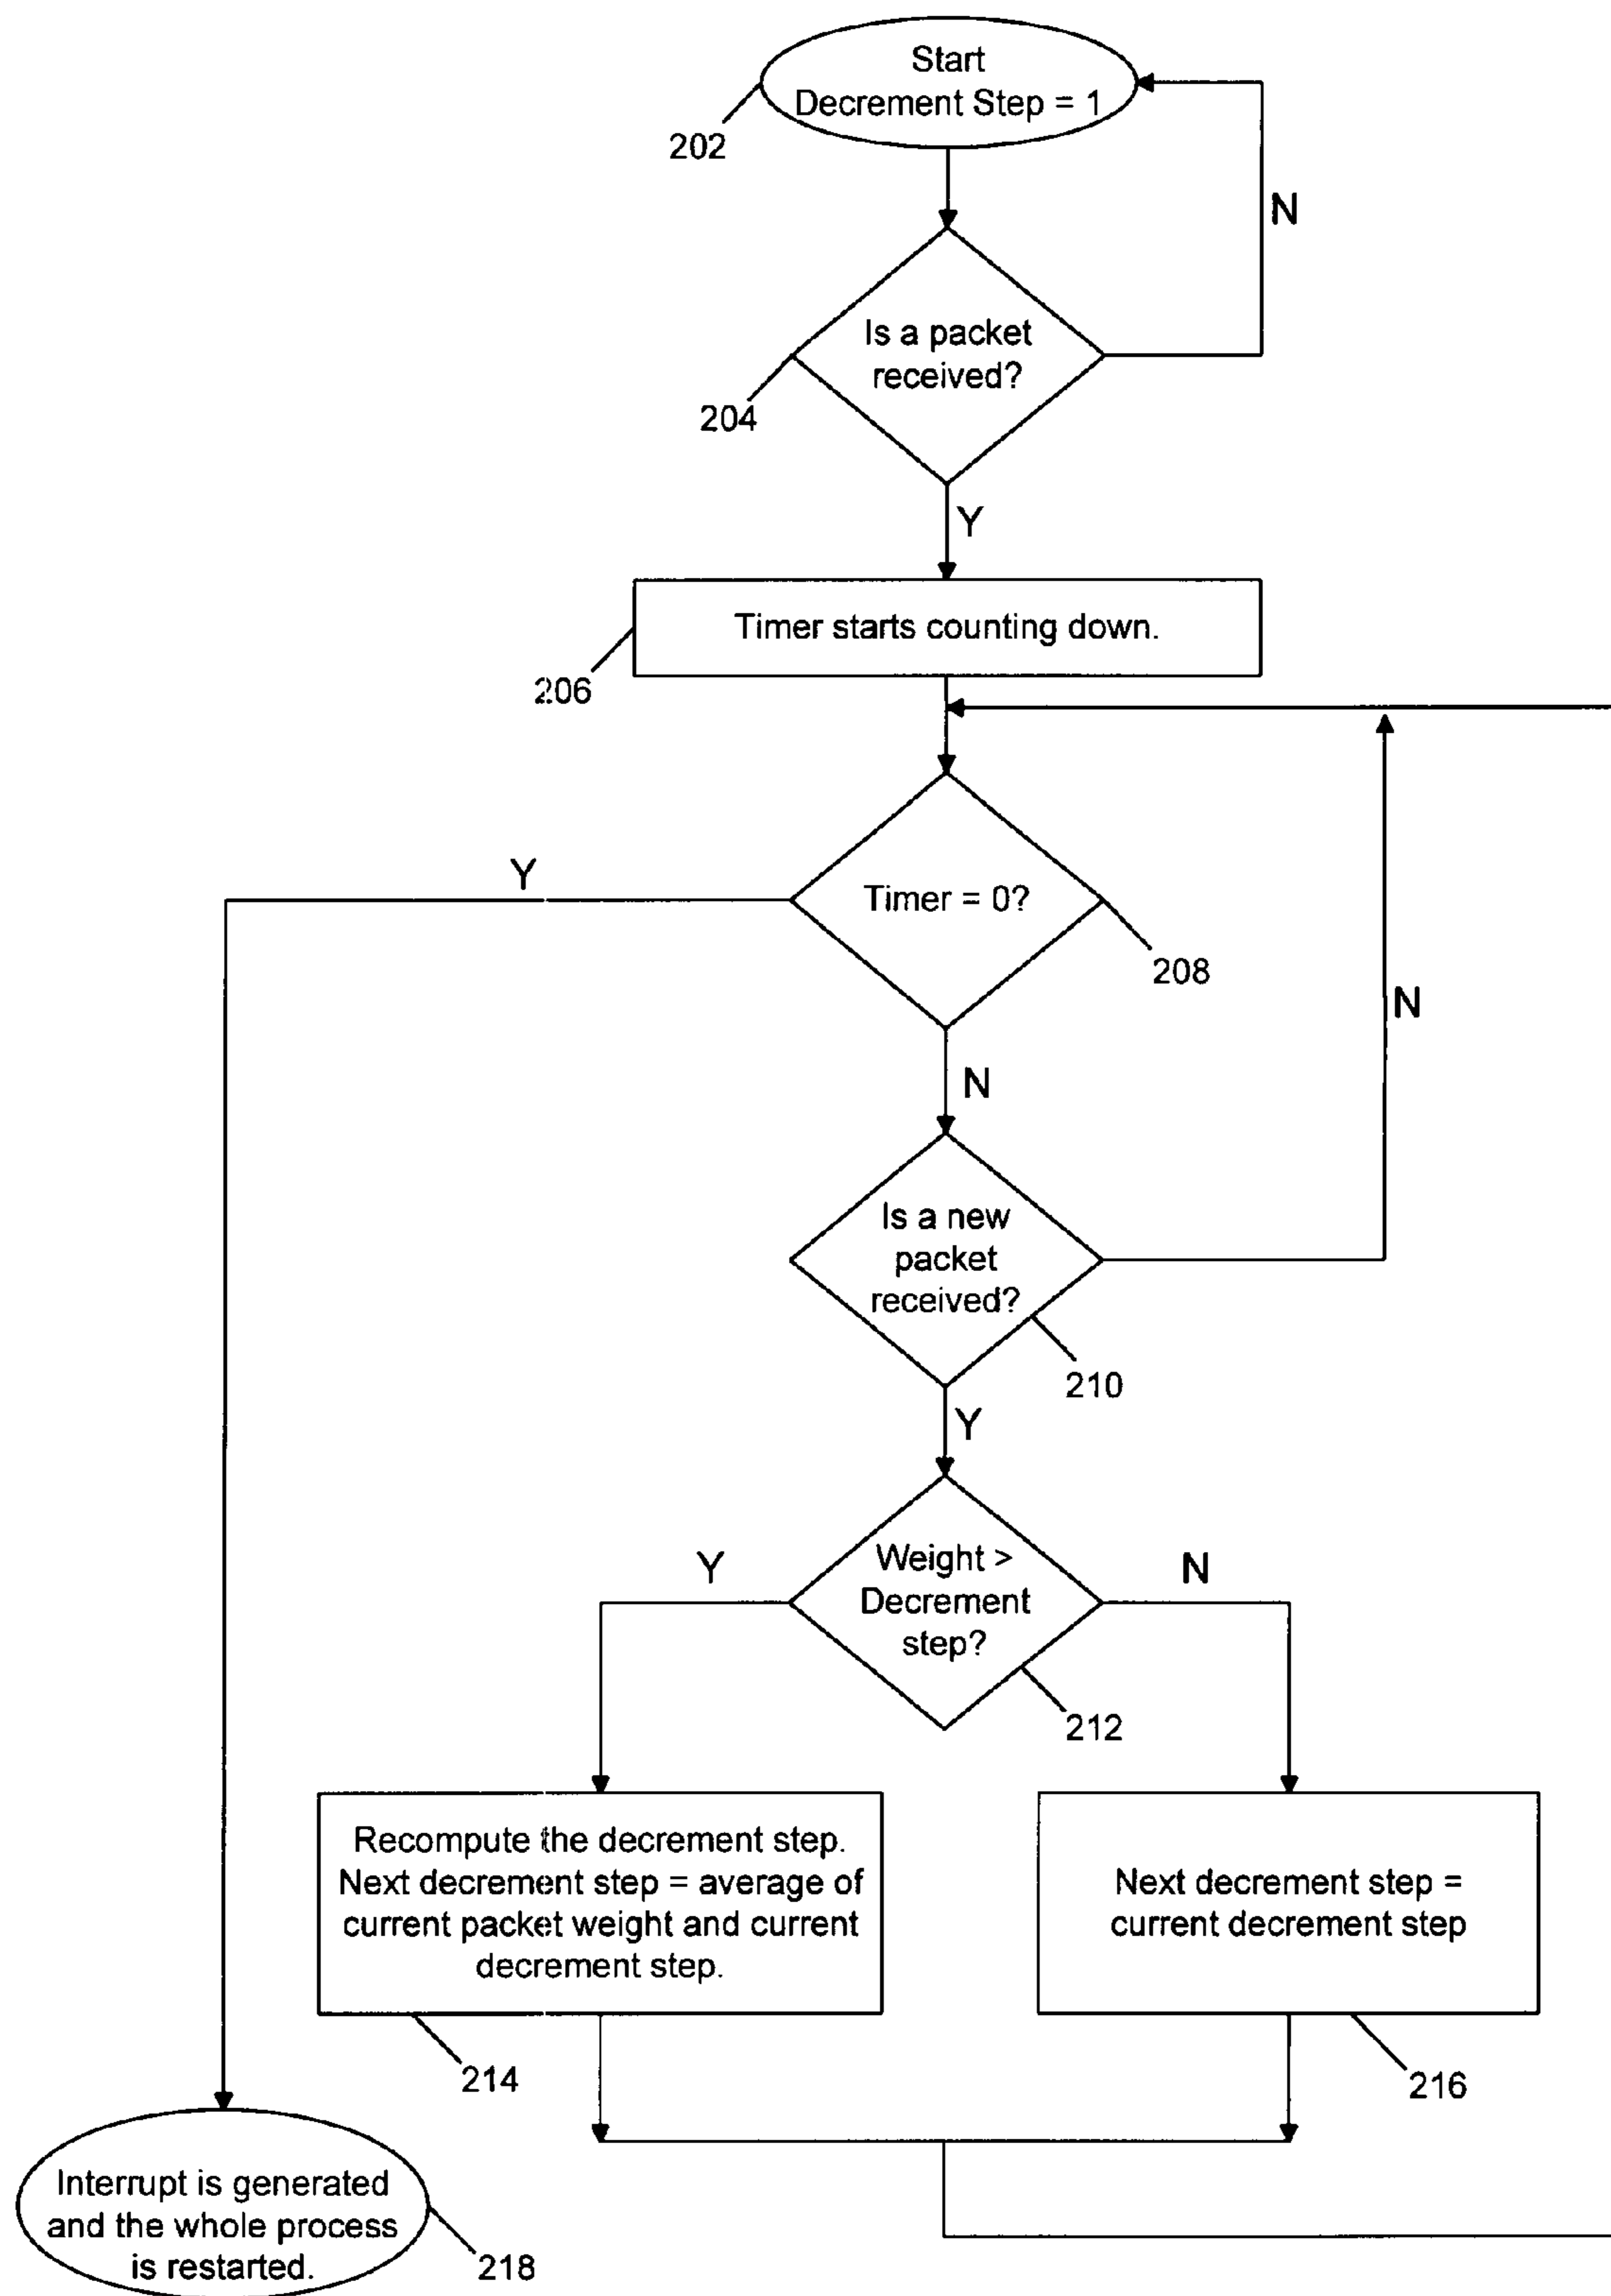 Start
Decrement Step = 1
202
N
Is a packet
received?
204
Y
Timer starts counting down.
206
Y
Timer = 0?
208
N
N
Is a new
packet
received?
210
Y
Y
Weight >
Decrement
step?
N
212
Recompute the decrement step.
Next decrement step = average of
current packet weight and current
decrement step.
Next decrement step =
current decrement step
214
216
Interrupt is generated
and the whole process
is restarted.
218